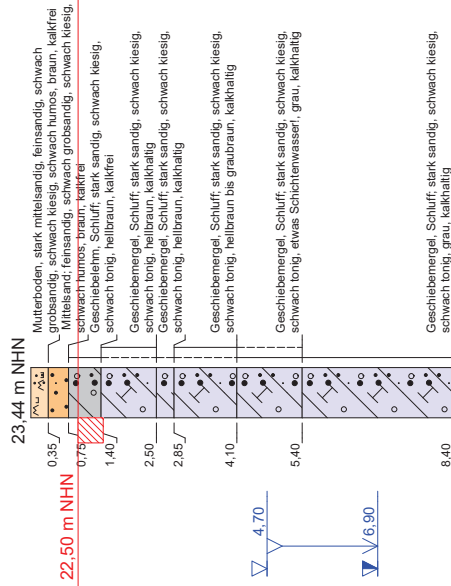 23,44 m NHN
22,50 m NHN
Mutterboden, stark mittelsandig, feinsandig, schwach
grobsandig, schwach kiesig, schwach humos, braun, kalkfrei
0,35
Mittelsand; feinsandig, schwach grobsandig, schwach kiesig,
schwach humos, braun, kalkfrei
0,75
Geschiebelehm, Schluff; stark sandig, schwach kiesig,
schwach tonig, hellbraun, kalkfrei
1,40
Geschiebemergel, Schluff; stark sandig, schwach kiesig,
schwach tonig, hellbraun, kalkhaltig
2,50
Geschiebemergel, Schluff; stark sandig, schwach kiesig,
schwach tonig, hellbraun, kalkhaltig
2,85
Geschiebemergel, Schluff; stark sandig, schwach kiesig,
schwach tonig, hellbraun bis graubraun, kalkhaltig
4,10
Geschiebemergel, Schluff; stark sandig, schwach kiesig,
schwach tonig, etwas Schichtenwasser!, grau, kalkhaltig
5,40
Geschiebemergel, Schluff; stark sandig, schwach kiesig,
schwach tonig, grau, kalkhaltig
8,40
4,70
6,90